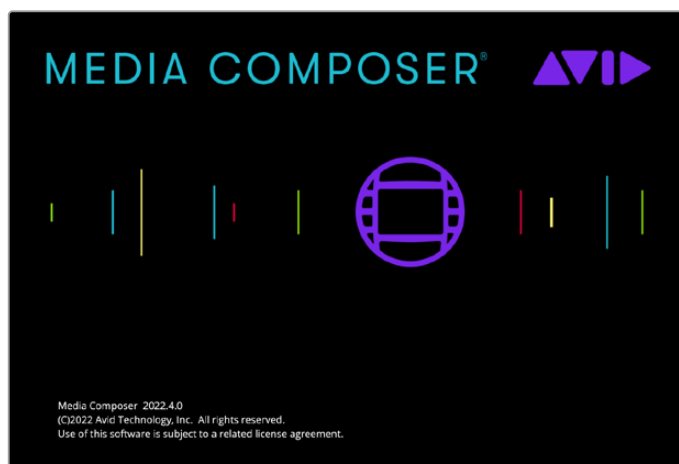 MEDIA COMPOSER® AVID
Media Composer 2022.4.0
(C)2022 Avid Technology, Inc. All rights reserved.
Use of this software is subject to a related license agreement.